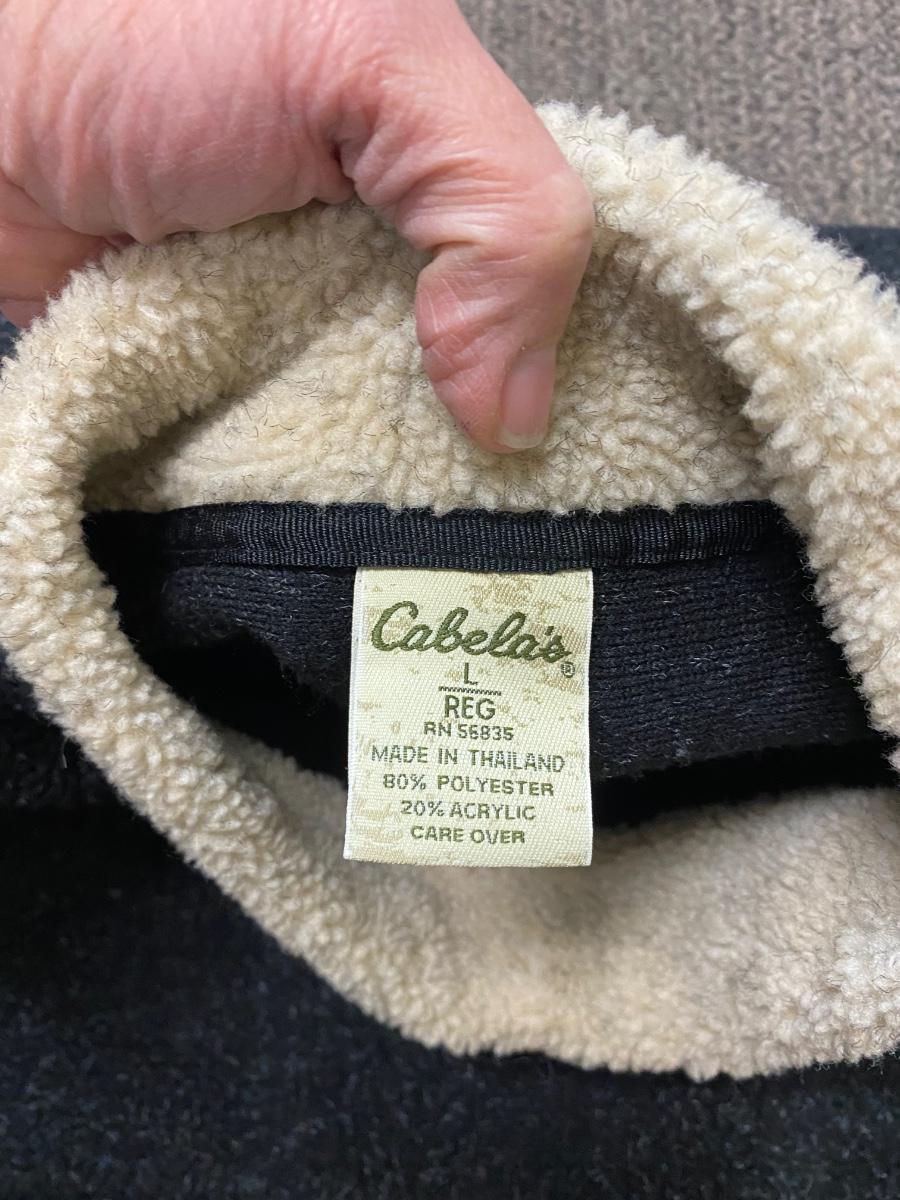 Cabela's®
L
REG
RN 56835
MADE IN THAILAND
80% POLYESTER
20% ACRYLIC
CARE OVER